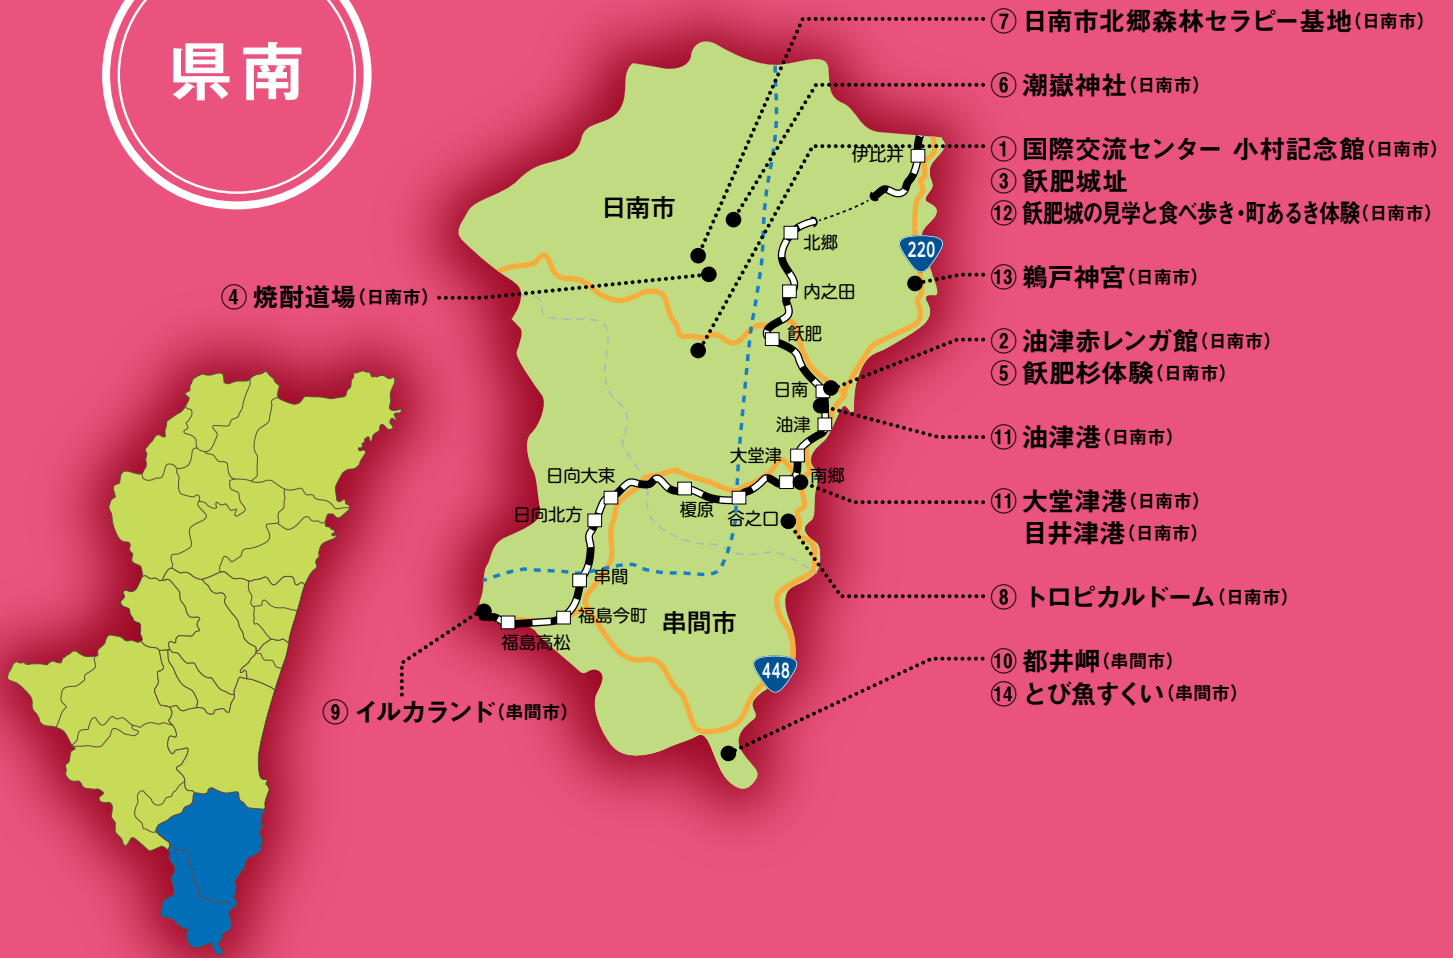 県南
⑦ 日南市北郷森林セラピー基地(日南市)
⑥ 潮嶽神社(日南市)
① 国際交流センター 小村記念館(日南市)
③ 飫肥城址
⑫ 飫肥城の見学と食べ歩き・町あるき体験(日南市)
⑬ 鵜戸神宮(日南市)
④ 焼酎道場(日南市)
② 油津赤レンガ館(日南市)
⑤ 飫肥杉体験(日南市)
⑪ 油津港(日南市)
⑪ 大堂津港(日南市)
目井津港(日南市)
⑧ トロピカルドーム(日南市)
⑩ 都井岬(串間市)
⑭ とび魚すくい(串間市)
⑨ イルカランド(串間市)
日南市
伊比井
北郷
220
内之田
飫肥
日南
油津
大堂津
南郷
日向大束
榎原
谷之口
日向北方
串間
福島今町
福島高松
串間市
448